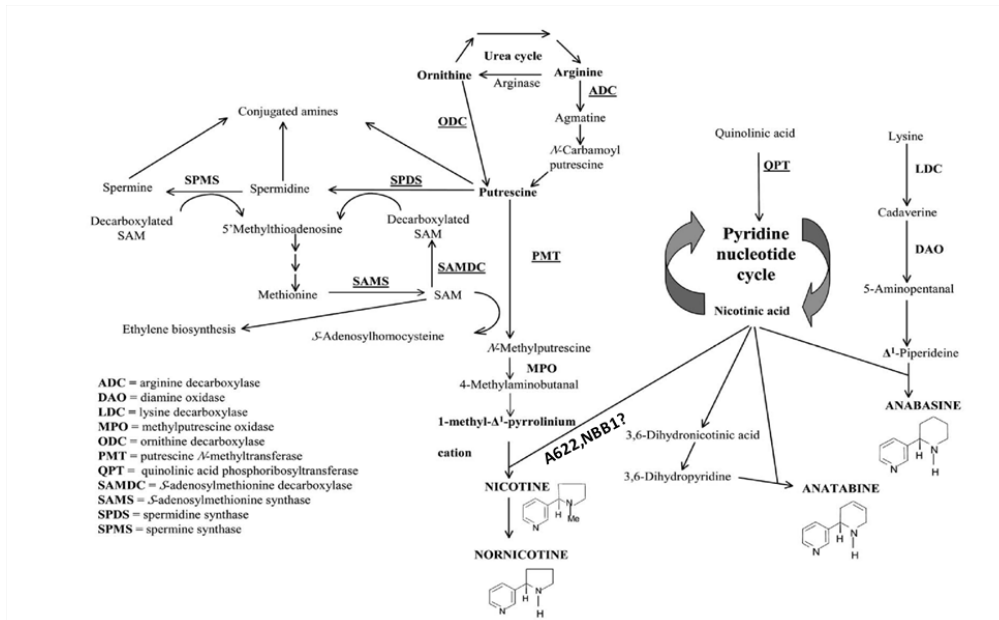 Urea cycle
Ornithine
Arginine
Arginase
ADC
Conjugated amines
ODC
Agmatine
N-Carbamoyl
putrescine
Quinolinic acid
Lysine
QPT
LDC
Spermine
SPMS
Spermidine
SPDS
Putrescine
Decarboxylated
SAM
5'Methylthioadenosine
Decarboxylated
SAM
Cadaverine
Pyridine
nucleotide
cycle
DAO
PMT
SAMDC
SAMS
Methionine
SAM
5-Aminopentanal
Nicotinic acid
Ethylene biosynthesis
S-Adenosylhomocysteine
N-Methylputrescine
Δ¹-Piperideine
MPO
4-Methylaminobutanal
ADC = arginine decarboxylase
DAO = diamine oxidase
LDC = lysine decarboxylase
MPO = methylputrescine oxidase
ODC = ornithine decarboxylase
PMT = putrescine N-methyltransferase
QPT = quinolinic acid phosphoribosyltransferase
SAMDC = S-adenosylmethionine decarboxylase
SAMS = S-adenosylmethionine synthase
SPDS = spermidine synthase
SPMS = spermine synthase
1-methyl-Δ¹-pyrrolinium
cation
A622,NBB1?
3,6-Dihydronicotinic acid
3,6-Dihydropyridine
ANABASINE
N
H
N
H
NICOTINE
N
H
N
Me
ANATABINE
N
H
N
H
NORNICOTINE
N
H
N
H